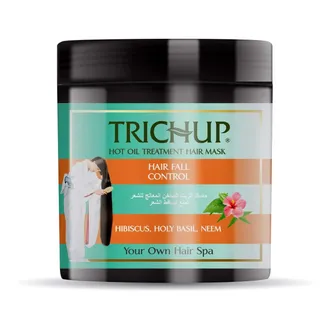 TRICHUP®
HOT OIL TREATMENT HAIR MASK
HAIR FALL
CONTROL
HIBISCUS, HOLY BASIL, NEEM
Your Own Hair Spa